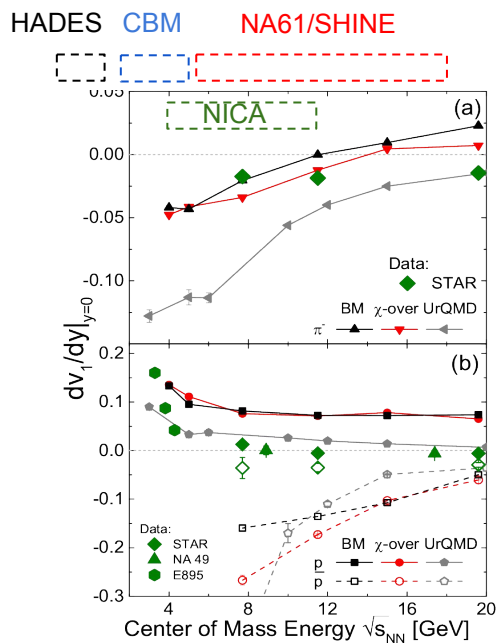 HADES CBM NA61/SHINE
NICA
(a)
0.05
0.00
-0.05
-0.10
Data:
STAR
BM χ-over UrQMD
π-
dv1/dy|y=0
(b)
0.2
0.1
0.0
-0.1
-0.2
-0.3
Data:
STAR
NA 49
E895
BM χ-over UrQMD
p
p̅
4 8 12 16 20
Center of Mass Energy √sNN [GeV]